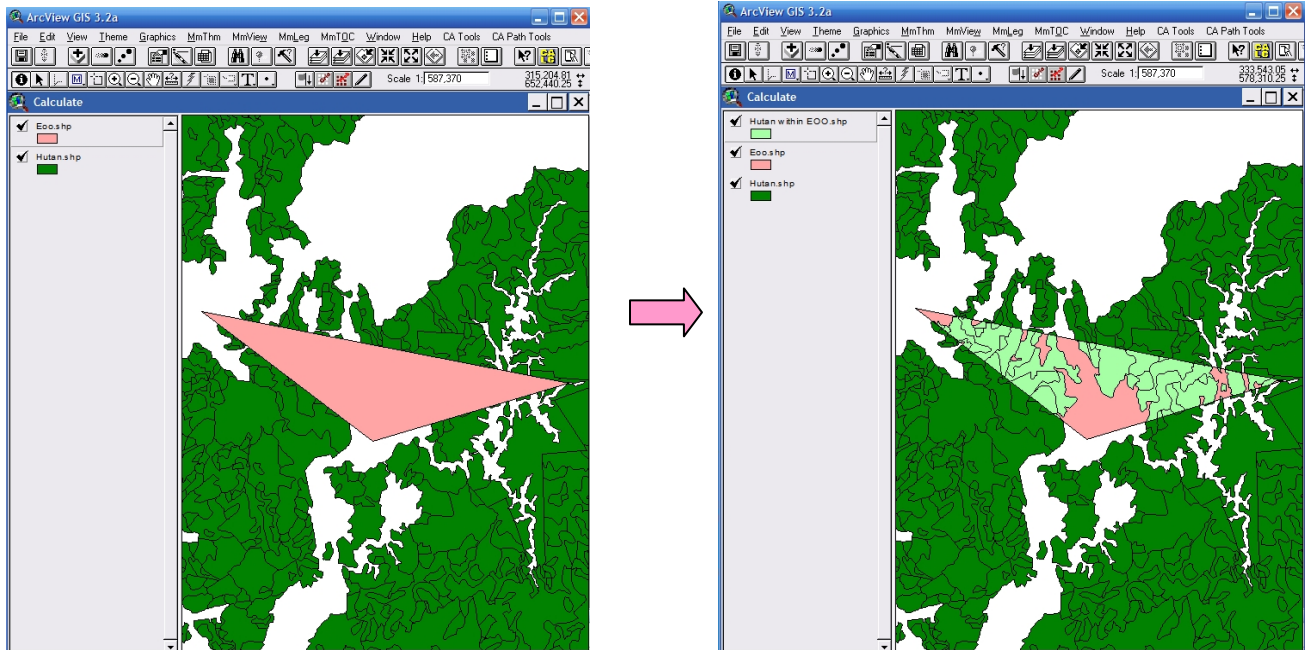 ArcView GIS 3.2a
File Edit View Theme Graphics MmThm MmView MmLeg MmTOC Window Help CA Tools CA Path Tools
Scale 1: 587,370
315,204.81
652,440.25
Calculate
Eoo.shp
Hutan.shp
ArcView GIS 3.2a
File Edit View Theme Graphics MmThm MmView MmLeg MmTOC Window Help CA Tools CA Path Tools
Scale 1: 587,370
233,543.05
578,310.25
Calculate
Hutan within EOO.shp
Eoo.shp
Hutan.shp